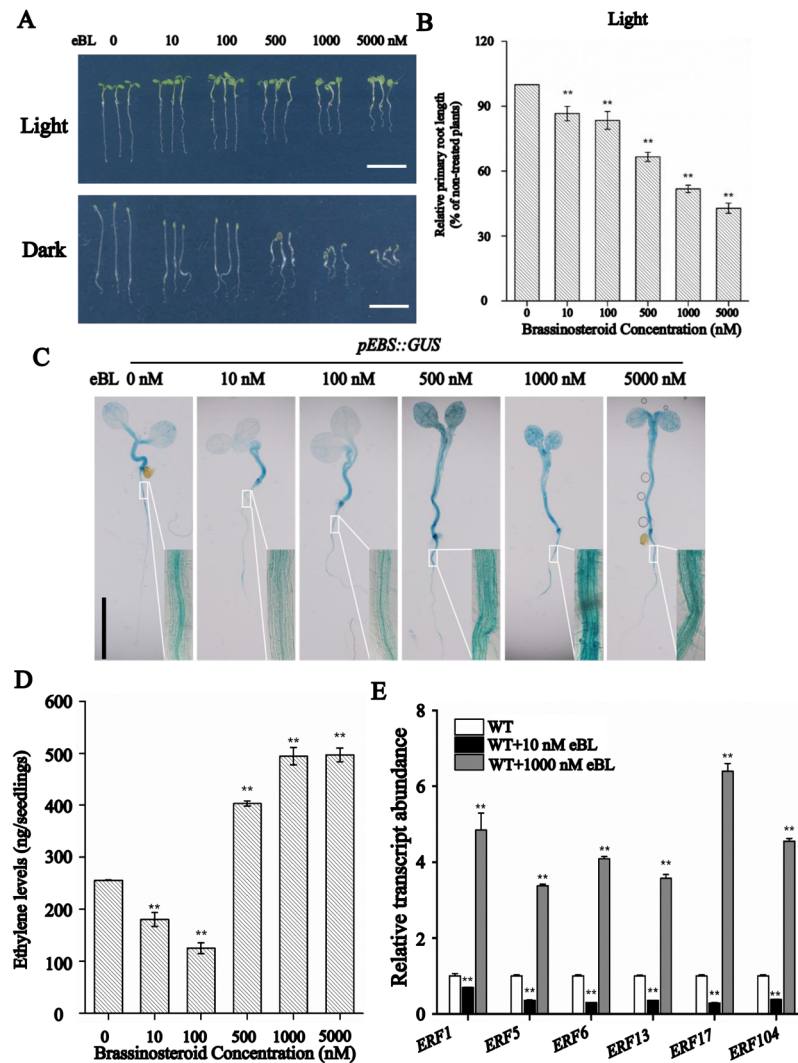 A
eBL 0 10 100 500 1000 5000 nM
Light
Dark
B
Light
120
90
60
30
0
Relative primary root length
(% of non-treated plants)
**
**
**
**
**
0 10 100 500 1000 5000
Brassinosteroid Concentration (nM)
C
pEBS::GUS
eBL 0 nM 10 nM 100 nM 500 nM 1000 nM 5000 nM
D
600
500
400
300
200
100
0
Ethylene levels (ng/seedlings)
**
**
**
**
**
0 10 100 500 1000 5000
Brassinosteroid Concentration (nM)
E
8
6
4
2
0
Relative transcript abundance
WT
WT+10 nM eBL
WT+1000 nM eBL
** ** ** ** ** **
** ** ** ** ** **
ERF1 ERF5 ERF6 ERF13 ERF17 ERF104